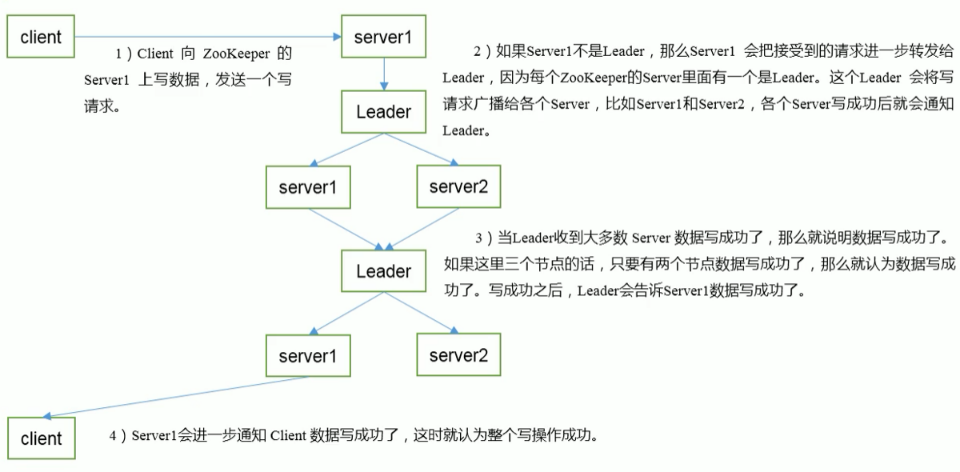 client
server1
1）Client 向 ZooKeeper 的
Server1 上写数据，发送一个写
请求。
2）如果Server1不是Leader，那么Server1 会把接受到的请求进一步转发给
Leader，因为每个ZooKeeper的Server里面有一个是Leader。这个Leader 会将写
请求广播给各个Server，比如Server1和Server2，各个Server写成功后就会通知
Leader。
Leader
server1
server2
3）当Leader收到大多数 Server 数据写成功了，那么就说明数据写成功了。
如果这里三个节点的话，只要有两个节点数据写成功了，那么就认为数据写成
功了。写成功之后，Leader会告诉Server1数据写成功了。
Leader
server1
server2
client
4）Server1会进一步通知 Client 数据写成功了，这时就认为整个写操作成功。